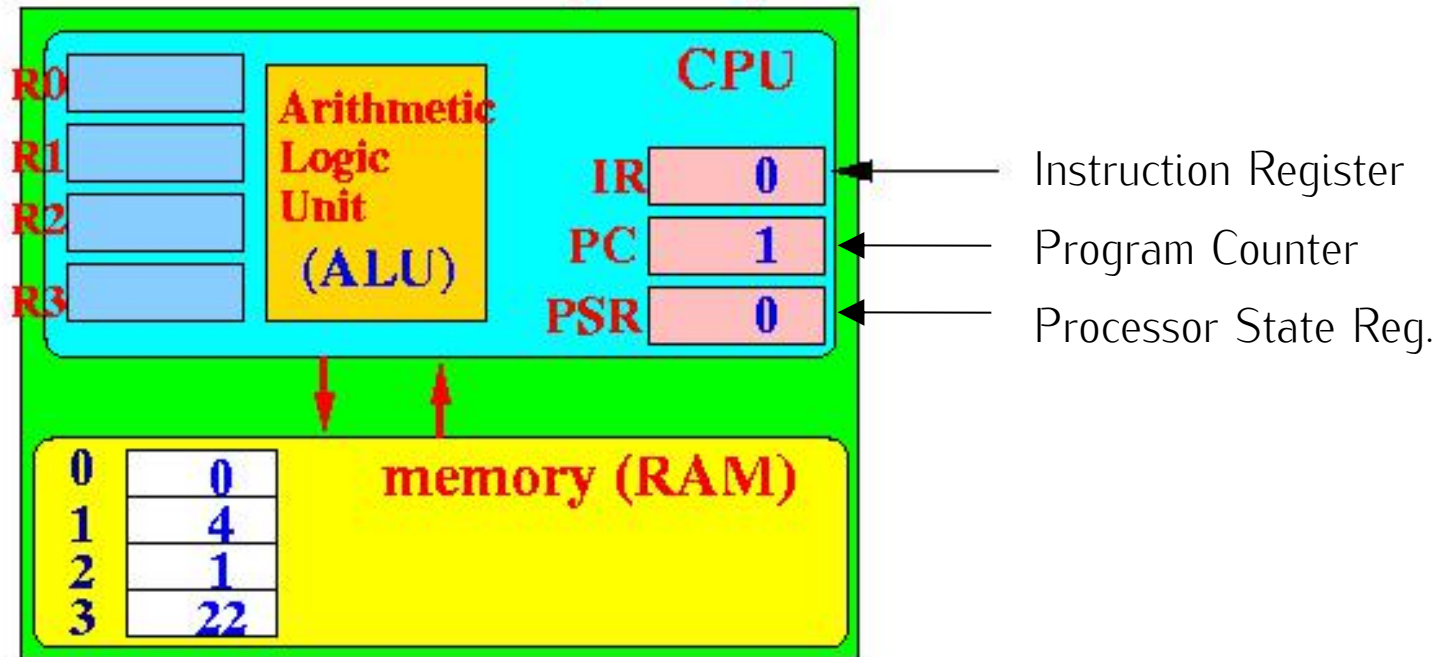 CPU
R0
Arithmetic
Logic
Unit
(ALU)
R1
R2
R3
IR 0
PC 1
PSR 0
Instruction Register
Program Counter
Processor State Reg.
memory (RAM)
0 0
1 4
2 1
3 22